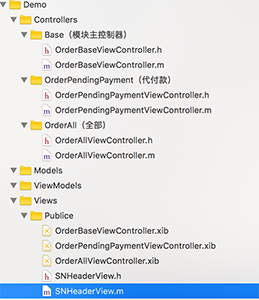 Demo
Controllers
Base（模块主控制器）
h OrderBaseViewController.h
m OrderBaseViewController.m
OrderPendingPayment（代付款）
h OrderPendingPaymentViewController.h
m OrderPendingPaymentViewController.m
OrderAll（全部）
h OrderAllViewController.h
m OrderAllViewController.m
Models
ViewModels
Views
Publice
OrderBaseViewController.xib
OrderPendingPaymentViewController.xib
OrderAllViewController.xib
h SNHeaderView.h
m SNHeaderView.m